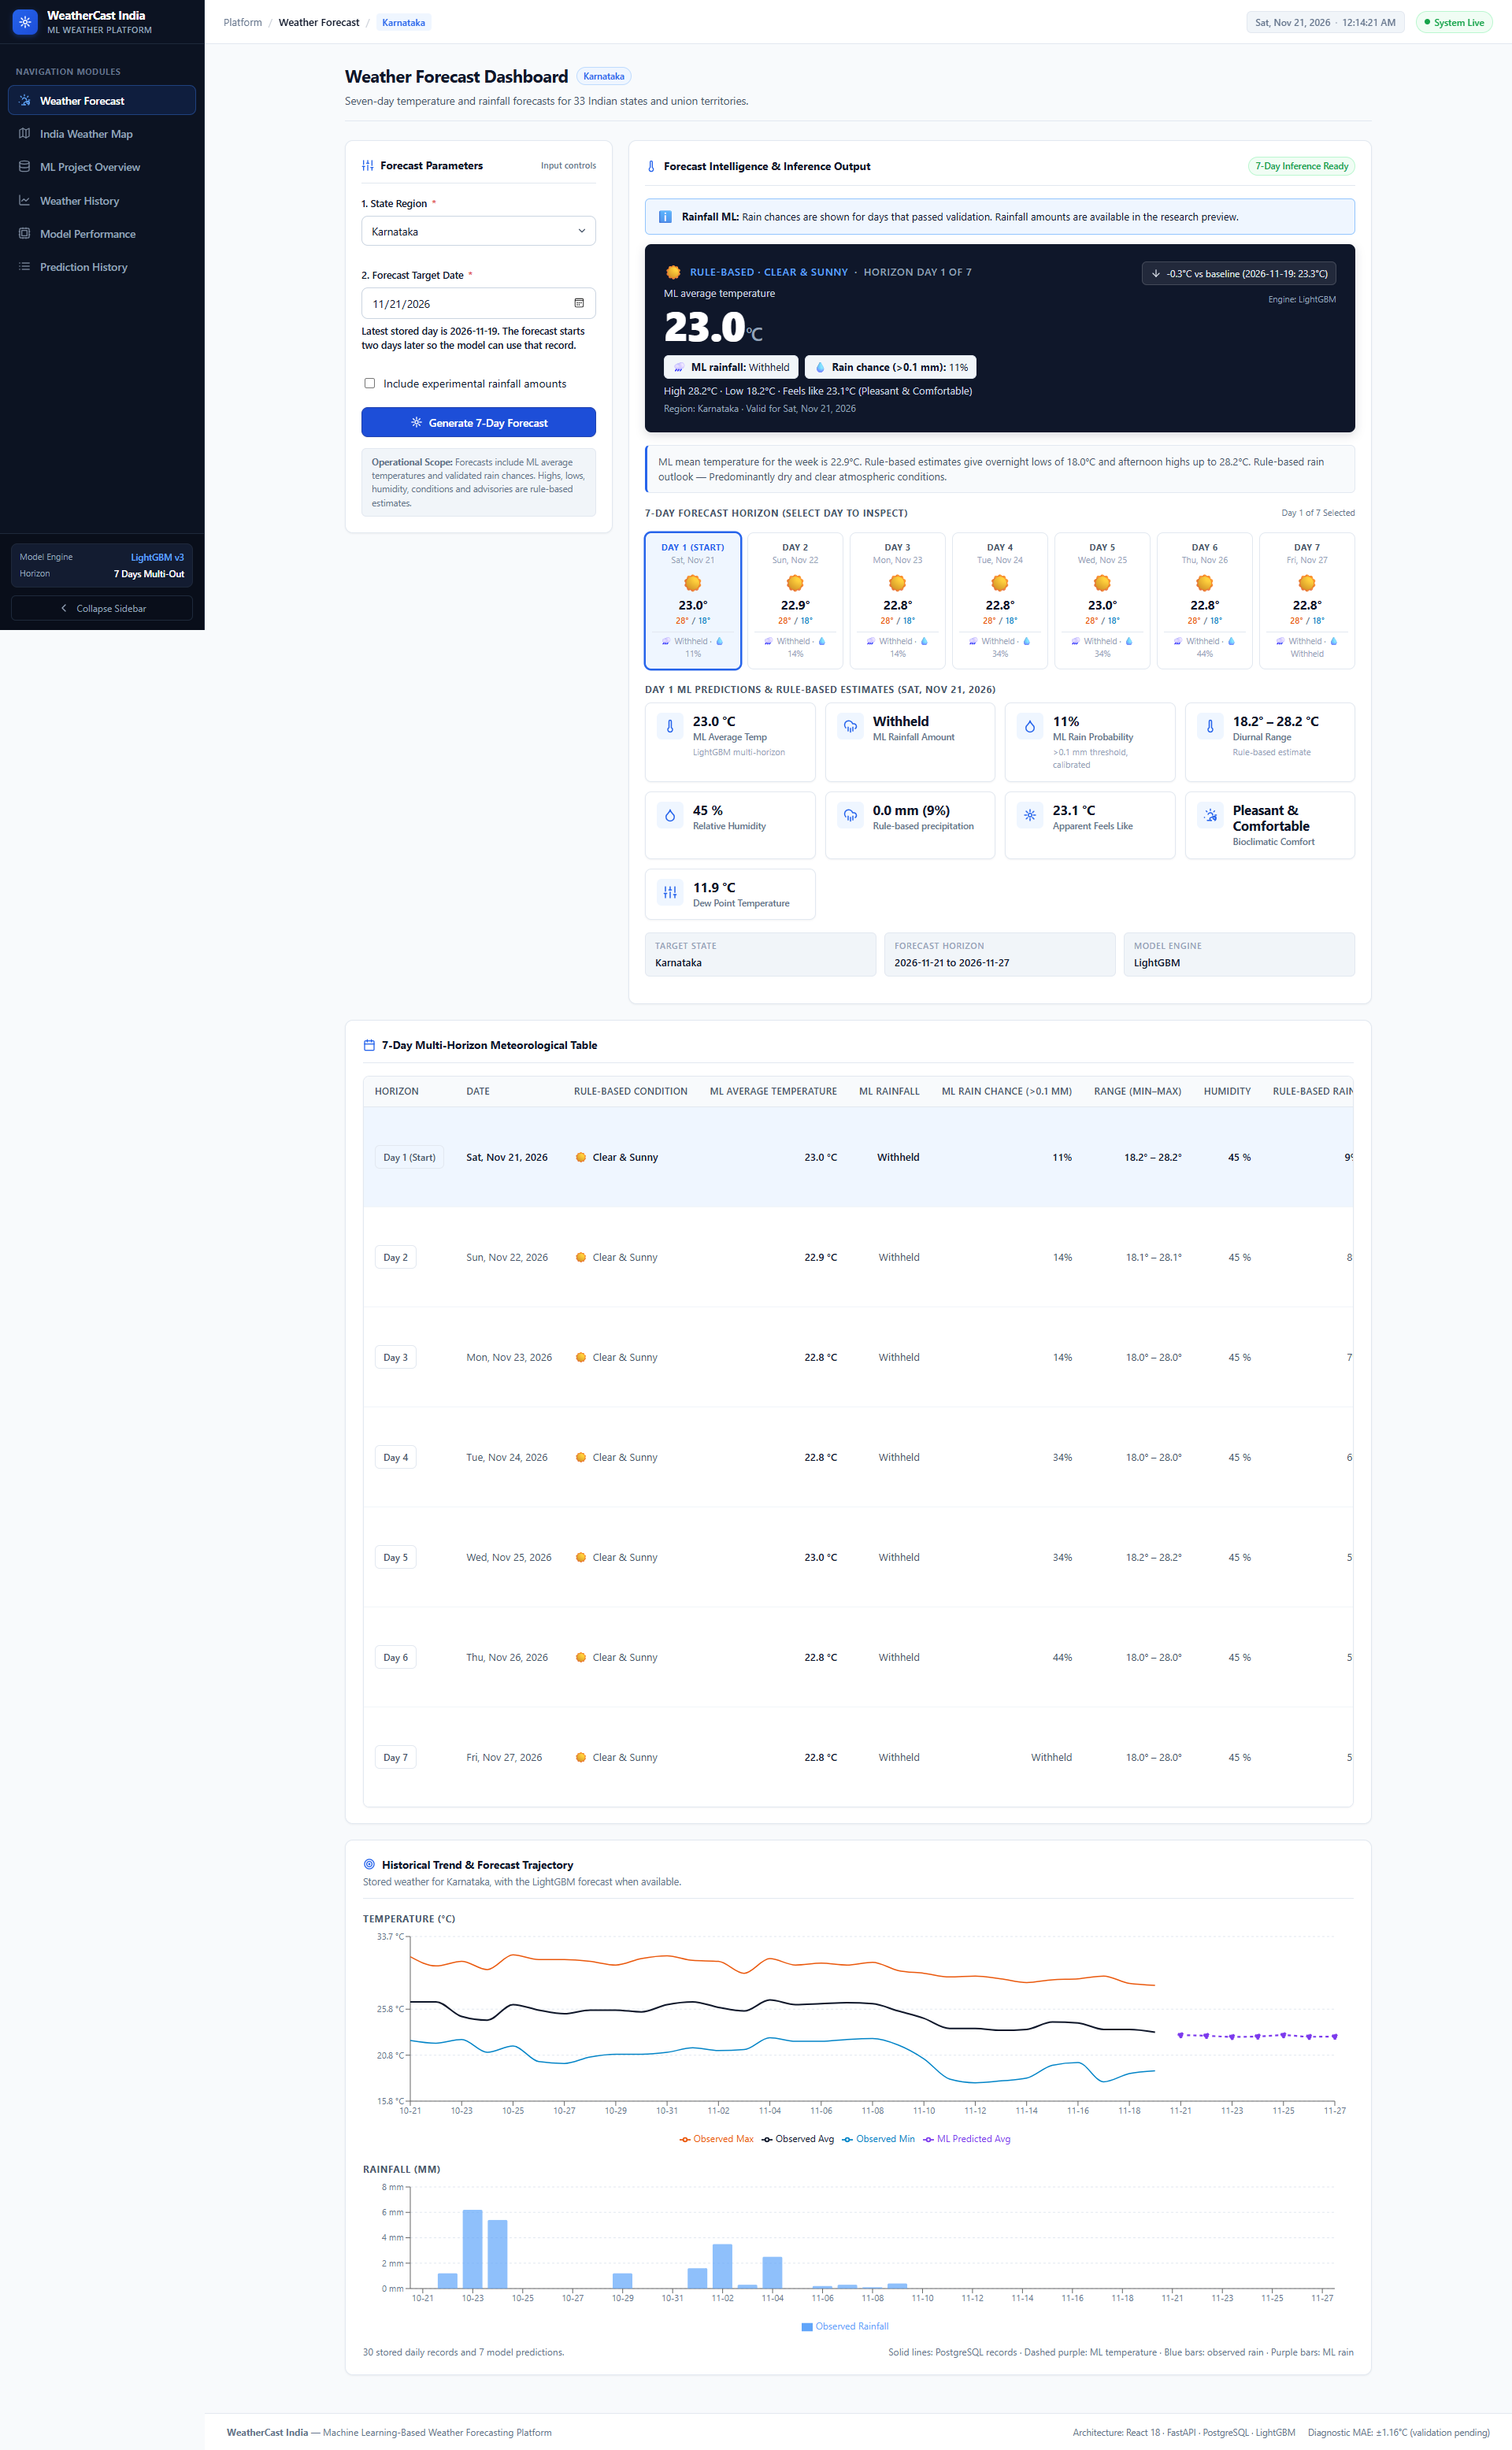 WeatherCast India
ML WEATHER PLATFORM
NAVIGATION MODULES
Weather Forecast
India Weather Map
ML Project Overview
Weather History
Model Performance
Prediction History
Model Engine LightGBM v3
Horizon 7 Days Multi-Out
Collapse Sidebar
Platform / Weather Forecast / Karnataka
Sat, Nov 21, 2026 · 12:14:21 AM
System Live
Weather Forecast Dashboard Karnataka
Seven-day temperature and rainfall forecasts for 33 Indian states and union territories.
Forecast Parameters Input controls
1. State Region *
Karnataka
2. Forecast Target Date *
11/21/2026
Latest stored day is 2026-11-19. The forecast starts
two days later so the model can use that record.
Include experimental rainfall amounts
Generate 7-Day Forecast
Operational Scope: Forecasts include ML average
temperatures and validated rain chances. Highs, lows,
humidity, conditions and advisories are rule-based
estimates.
Forecast Intelligence & Inference Output 7-Day Inference Ready
Rainfall ML: Rain chances are shown for days that passed validation. Rainfall amounts are available in the research preview.
RULE-BASED · CLEAR & SUNNY · HORIZON DAY 1 OF 7
↓ -0.3°C vs baseline (2026-11-19: 23.3°C)
ML average temperature
Engine: LightGBM
23.0°C
ML rainfall: Withheld
Rain chance (>0.1 mm): 11%
High 28.2°C · Low 18.2°C · Feels like 23.1°C (Pleasant & Comfortable)
Region: Karnataka · Valid for Sat, Nov 21, 2026
ML mean temperature for the week is 22.9°C. Rule-based estimates give overnight lows of 18.0°C and afternoon highs up to 28.2°C. Rule-based rain
outlook — Predominantly dry and clear atmospheric conditions.
7-DAY FORECAST HORIZON (SELECT DAY TO INSPECT) Day 1 of 7 Selected
DAY 1 (START)
Sat, Nov 21
23.0°
28° / 18°
Withheld ·
11%
DAY 2
Sun, Nov 22
22.9°
28° / 18°
Withheld ·
14%
DAY 3
Mon, Nov 23
22.8°
28° / 18°
Withheld ·
14%
DAY 4
Tue, Nov 24
22.8°
28° / 18°
Withheld ·
34%
DAY 5
Wed, Nov 25
23.0°
28° / 18°
Withheld ·
34%
DAY 6
Thu, Nov 26
22.8°
28° / 18°
Withheld ·
44%
DAY 7
Fri, Nov 27
22.8°
28° / 18°
Withheld ·
Withheld
DAY 1 ML PREDICTIONS & RULE-BASED ESTIMATES (SAT, NOV 21, 2026)
23.0 °C
ML Average Temp
LightGBM multi-horizon
Withheld
ML Rainfall Amount
11%
ML Rain Probability
>0.1 mm threshold,
calibrated
18.2° – 28.2 °C
Diurnal Range
Rule-based estimate
45 %
Relative Humidity
0.0 mm (9%)
Rule-based precipitation
23.1 °C
Apparent Feels Like
Pleasant &
Comfortable
Bioclimatic Comfort
11.9 °C
Dew Point Temperature
TARGET STATE
Karnataka
FORECAST HORIZON
2026-11-21 to 2026-11-27
MODEL ENGINE
LightGBM
7-Day Multi-Horizon Meteorological Table
HORIZON DATE RULE-BASED CONDITION ML AVERAGE TEMPERATURE ML RAINFALL ML RAIN CHANCE (>0.1 MM) RANGE (MIN–MAX) HUMIDITY RULE-BASED RAIN
Day 1 (Start) Sat, Nov 21, 2026 Clear & Sunny 23.0 °C Withheld 11% 18.2° – 28.2° 45 % 9%
Day 2 Sun, Nov 22, 2026 Clear & Sunny 22.9 °C Withheld 14% 18.1° – 28.1° 45 % 8
Day 3 Mon, Nov 23, 2026 Clear & Sunny 22.8 °C Withheld 14% 18.0° – 28.0° 45 % 7
Day 4 Tue, Nov 24, 2026 Clear & Sunny 22.8 °C Withheld 34% 18.0° – 28.0° 45 % 6
Day 5 Wed, Nov 25, 2026 Clear & Sunny 23.0 °C Withheld 34% 18.2° – 28.2° 45 % 5
Day 6 Thu, Nov 26, 2026 Clear & Sunny 22.8 °C Withheld 44% 18.0° – 28.0° 45 % 5
Day 7 Fri, Nov 27, 2026 Clear & Sunny 22.8 °C Withheld Withheld 18.0° – 28.0° 45 % 5
Historical Trend & Forecast Trajectory
Stored weather for Karnataka, with the LightGBM forecast when available.
TEMPERATURE (°C)
33.7 °C
25.8 °C
20.8 °C
15.8 °C
10-21 10-23 10-25 10-27 10-29 10-31 11-02 11-04 11-06 11-08 11-10 11-12 11-14 11-16 11-18 11-21 11-23 11-25 11-27
Observed Max Observed Avg Observed Min ML Predicted Avg
RAINFALL (MM)
8 mm
6 mm
4 mm
2 mm
0 mm
10-21 10-23 10-25 10-27 10-29 10-31 11-02 11-04 11-06 11-08 11-10 11-12 11-14 11-16 11-18 11-21 11-23 11-25 11-27
Observed Rainfall
30 stored daily records and 7 model predictions.
Solid lines: PostgreSQL records · Dashed purple: ML temperature · Blue bars: observed rain · Purple bars: ML rain
WeatherCast India — Machine Learning-Based Weather Forecasting Platform
Architecture: React 18 · FastAPI · PostgreSQL · LightGBM Diagnostic MAE: ±1.16°C (validation pending)